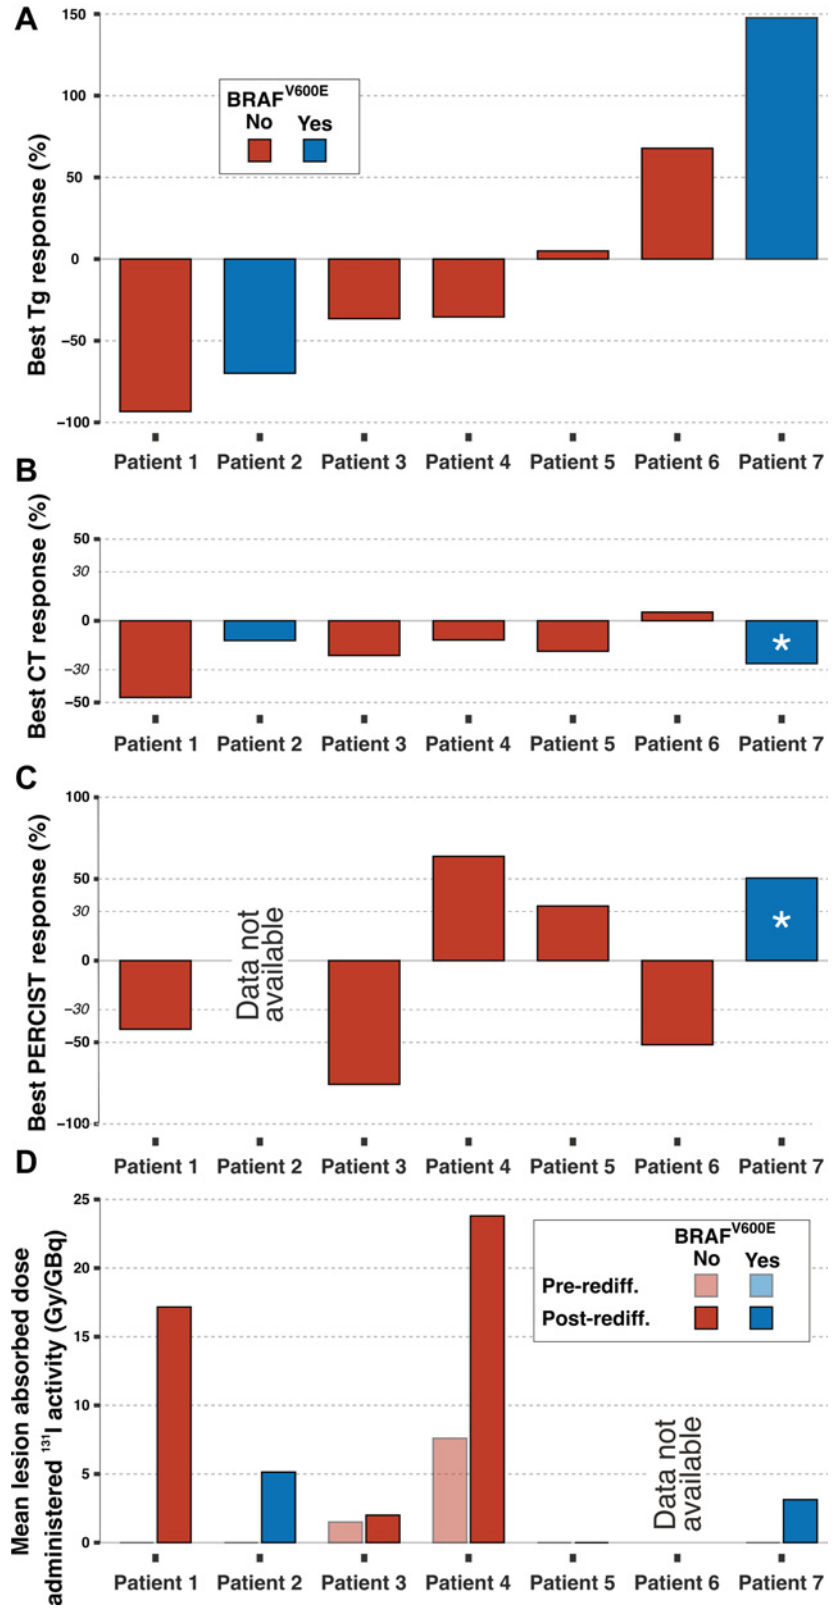 A
Best Tg response (%)
150
100
50
0
−50
−100
BRAF V600E
No Yes
Patient 1 Patient 2 Patient 3 Patient 4 Patient 5 Patient 6 Patient 7
B
Best CT response (%)
50
30
0
−30
−50
*
Patient 1 Patient 2 Patient 3 Patient 4 Patient 5 Patient 6 Patient 7
C
Best PERCIST response (%)
100
50
30
0
−30
−50
−100
Data not
available
*
Patient 1 Patient 2 Patient 3 Patient 4 Patient 5 Patient 6 Patient 7
D
Mean lesion absorbed dose
administered 131I activity (Gy/GBq)
25
20
15
10
5
0
BRAF V600E
No Yes
Pre-rediff.
Post-rediff.
Data not
available
Patient 1 Patient 2 Patient 3 Patient 4 Patient 5 Patient 6 Patient 7